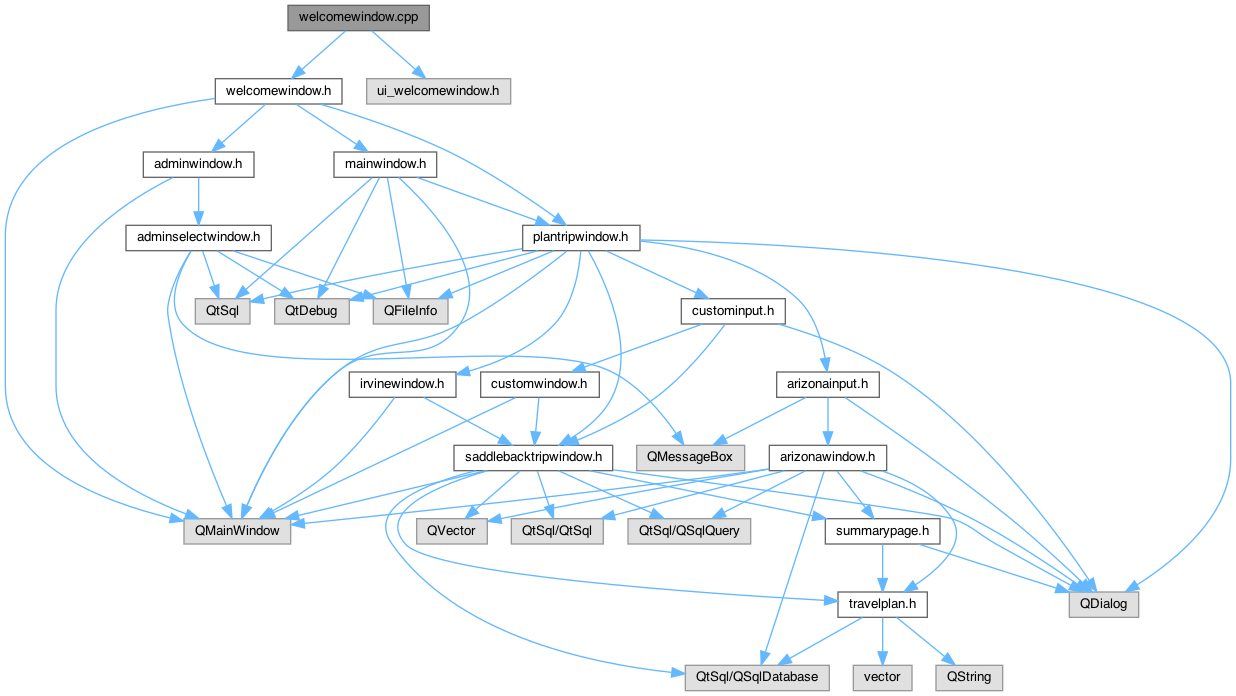 welcomewindow.cpp
welcomewindow.h
ui_welcomewindow.h
adminwindow.h
mainwindow.h
adminselectwindow.h
plantripwindow.h
QtSql
QtDebug
QFileInfo
custominput.h
irvinewindow.h
customwindow.h
arizonainput.h
saddlebacktripwindow.h
QMessageBox
arizonawindow.h
QMainWindow
QVector
QtSql/QtSql
QtSql/QSqlQuery
summarypage.h
travelplan.h
QDialog
QtSql/QSqlDatabase
vector
QString